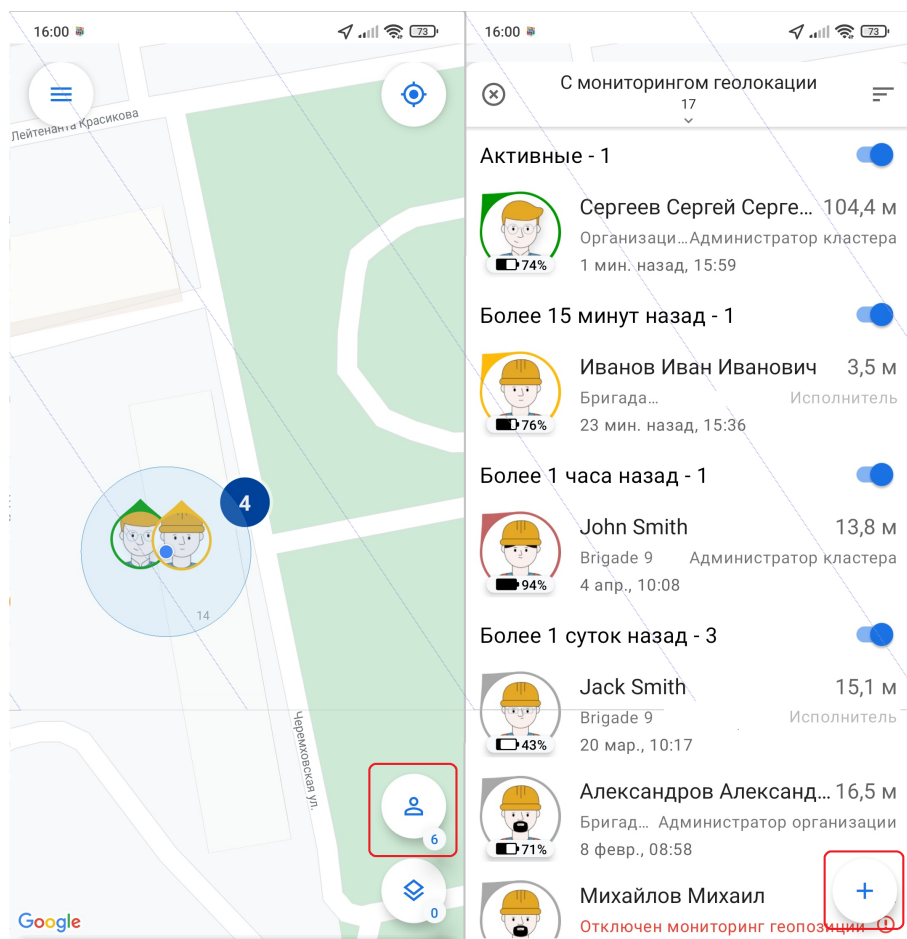 16:00
73
Лейтенанта Красикова
4
14
Черемховская ул.
6
0
Google
16:00
73
С мониторингом геолокации
17
Активные - 1
Сергеев Сергей Серге... 104,4 м
Организаци...Администратор кластера
74%
1 мин. назад, 15:59
Более 15 минут назад - 1
Иванов Иван Иванович 3,5 м
Бригада... Исполнитель
76%
23 мин. назад, 15:36
Более 1 часа назад - 1
John Smith 13,8 м
Brigade 9 Администратор кластера
94%
4 апр., 10:08
Более 1 суток назад - 3
Jack Smith 15,1 м
Brigade 9 Исполнитель
43%
20 мар., 10:17
Александров Александ... 16,5 м
Бригад... Администратор организации
71%
8 февр., 08:58
Михайлов Михаил
Отключен мониторинг геопозиции